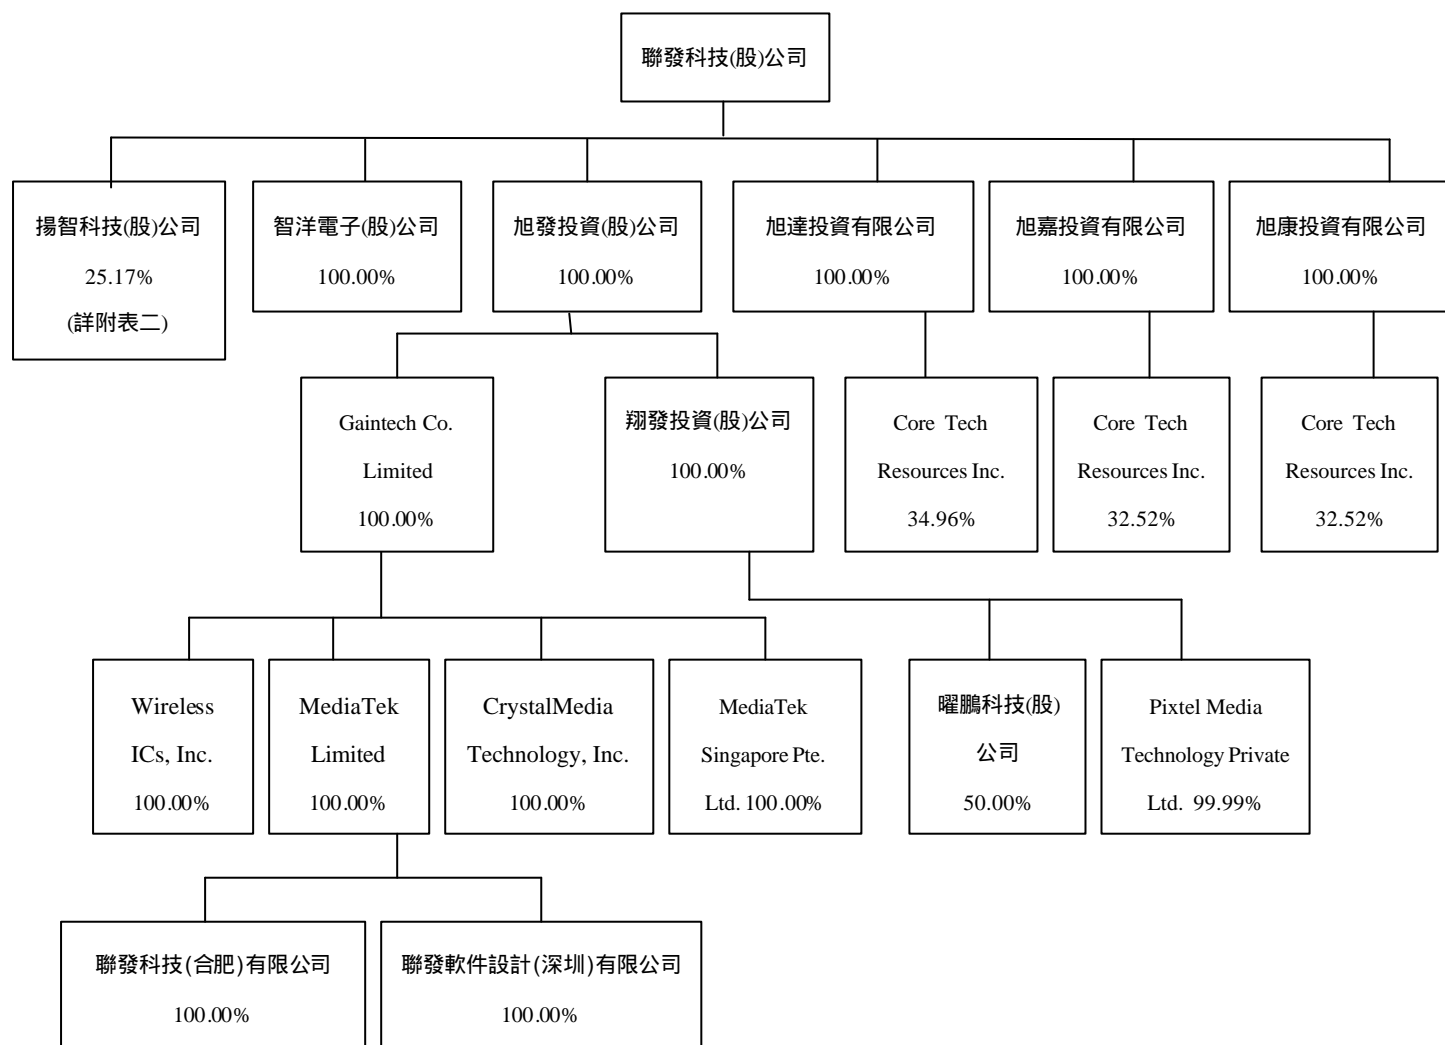 聯發科技(股)公司
揚智科技(股)公司
25.17%
(詳附表二)
智洋電子(股)公司
100.00%
旭發投資(股)公司
100.00%
旭達投資有限公司
100.00%
旭嘉投資有限公司
100.00%
旭康投資有限公司
100.00%
Gaintech Co.
Limited
100.00%
翔發投資(股)公司
100.00%
Core Tech
Resources Inc.
34.96%
Core Tech
Resources Inc.
32.52%
Core Tech
Resources Inc.
32.52%
Wireless
ICs, Inc.
100.00%
MediaTek
Limited
100.00%
CrystalMedia
Technology, Inc.
100.00%
MediaTek
Singapore Pte.
Ltd. 100.00%
曜鵬科技(股)
公司
50.00%
Pixtel Media
Technology Private
Ltd. 99.99%
聯發科技(合肥)有限公司
100.00%
聯發軟件設計(深圳)有限公司
100.00%